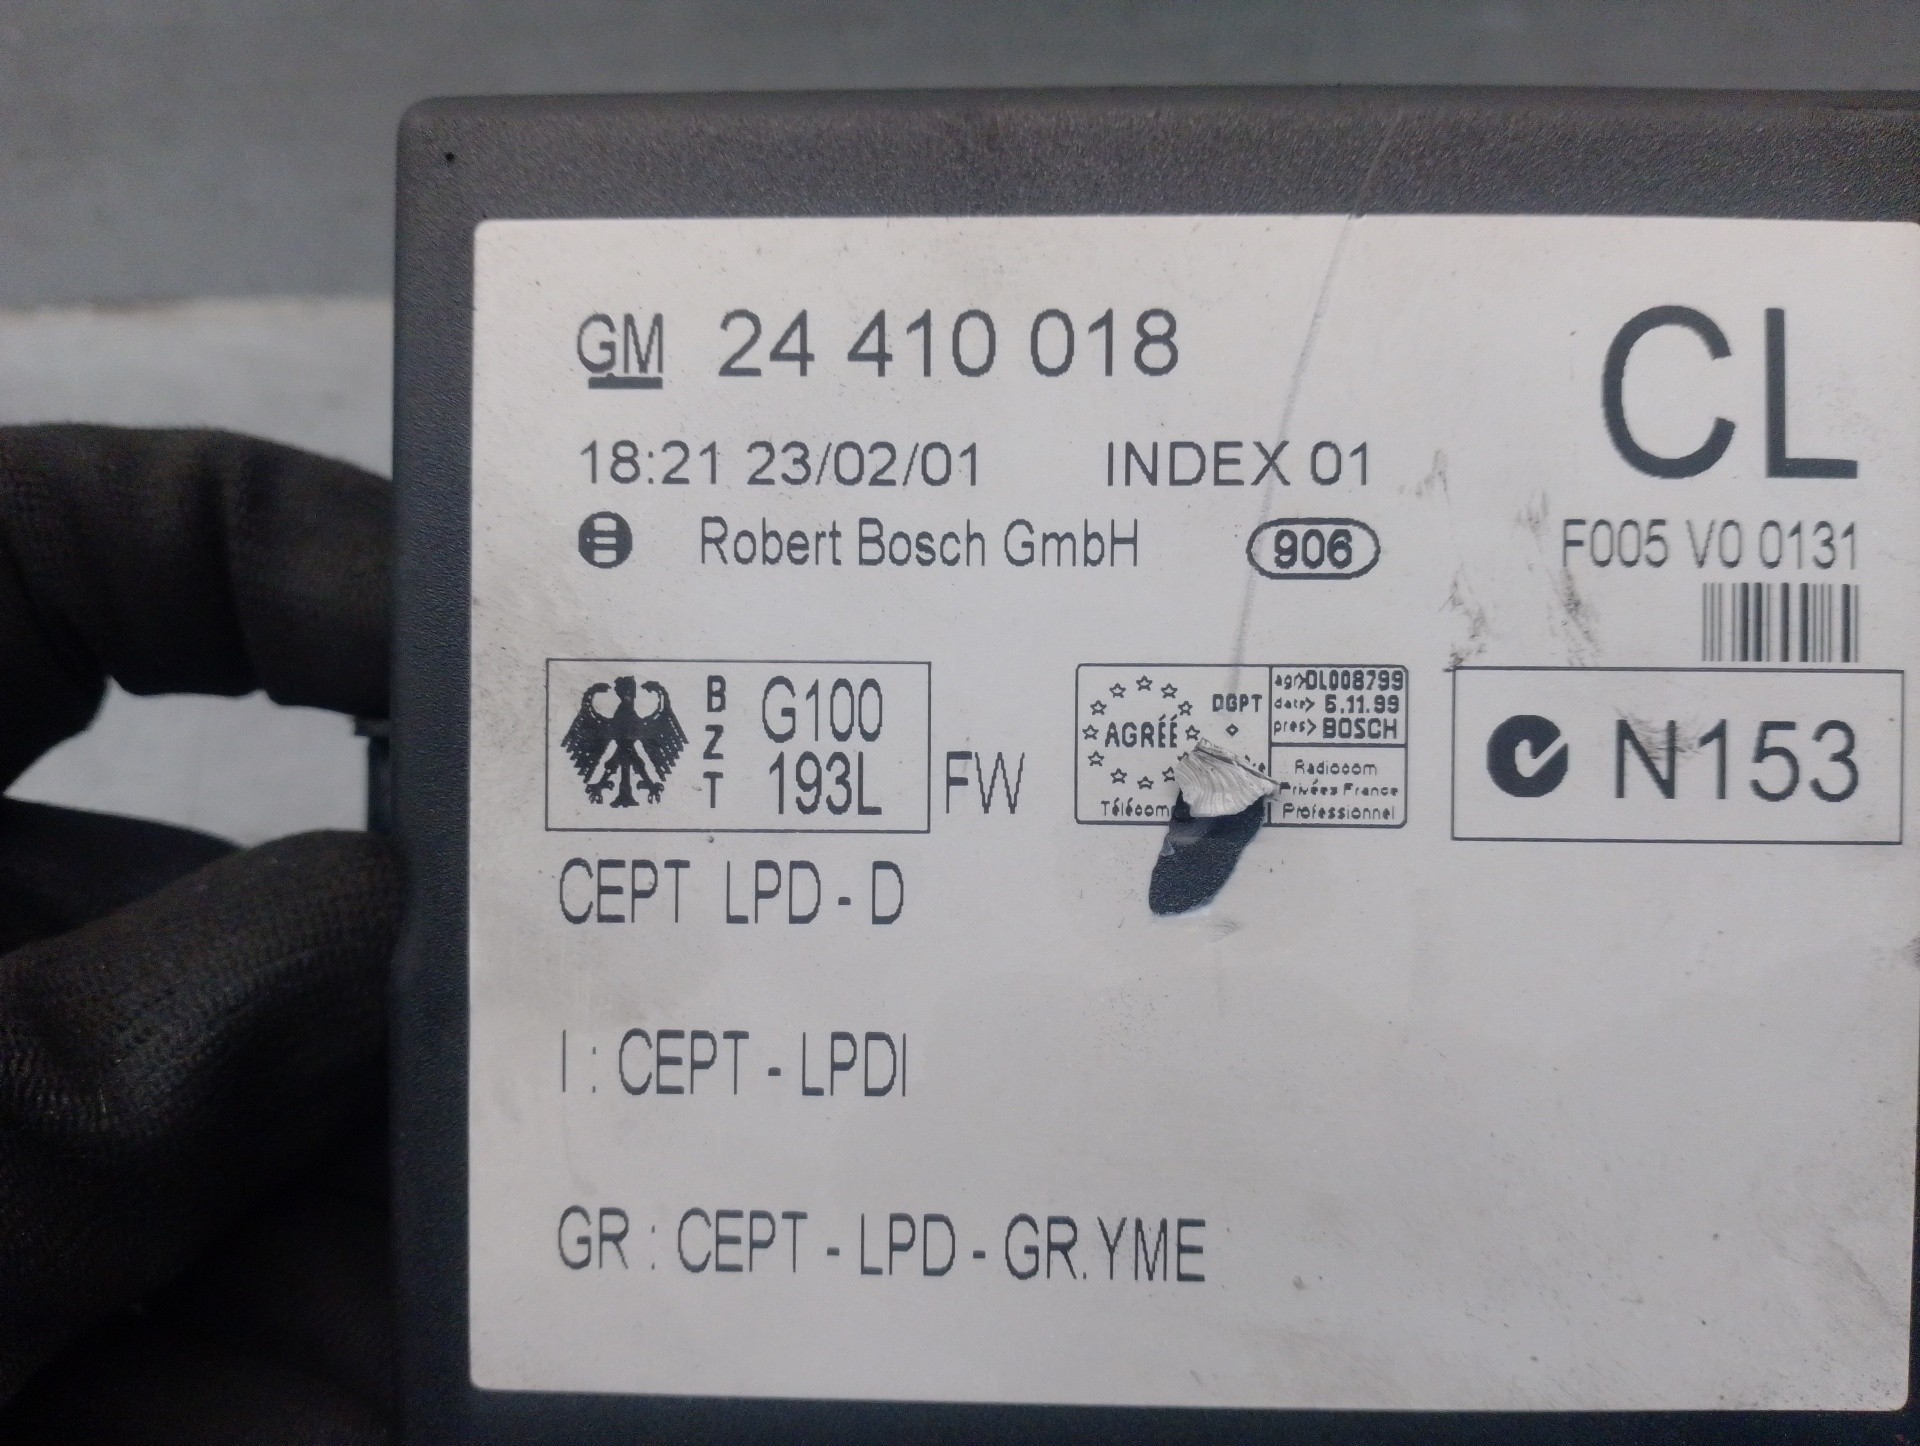 GM 24 410 018
CL
18:21 23/02/01 INDEX 01
Robert Bosch GmbH 906
F005 V0 0131
BZT G100
193L
FW
AGRÉÉ
Télécom
DGPT
agr>DL008799
date> 5.11.99
pres> BOSCH
Radiocom
Privées France
Professionnel
N153
CEPT LPD - D
I : CEPT - LPDI
GR : CEPT - LPD - GR.YME